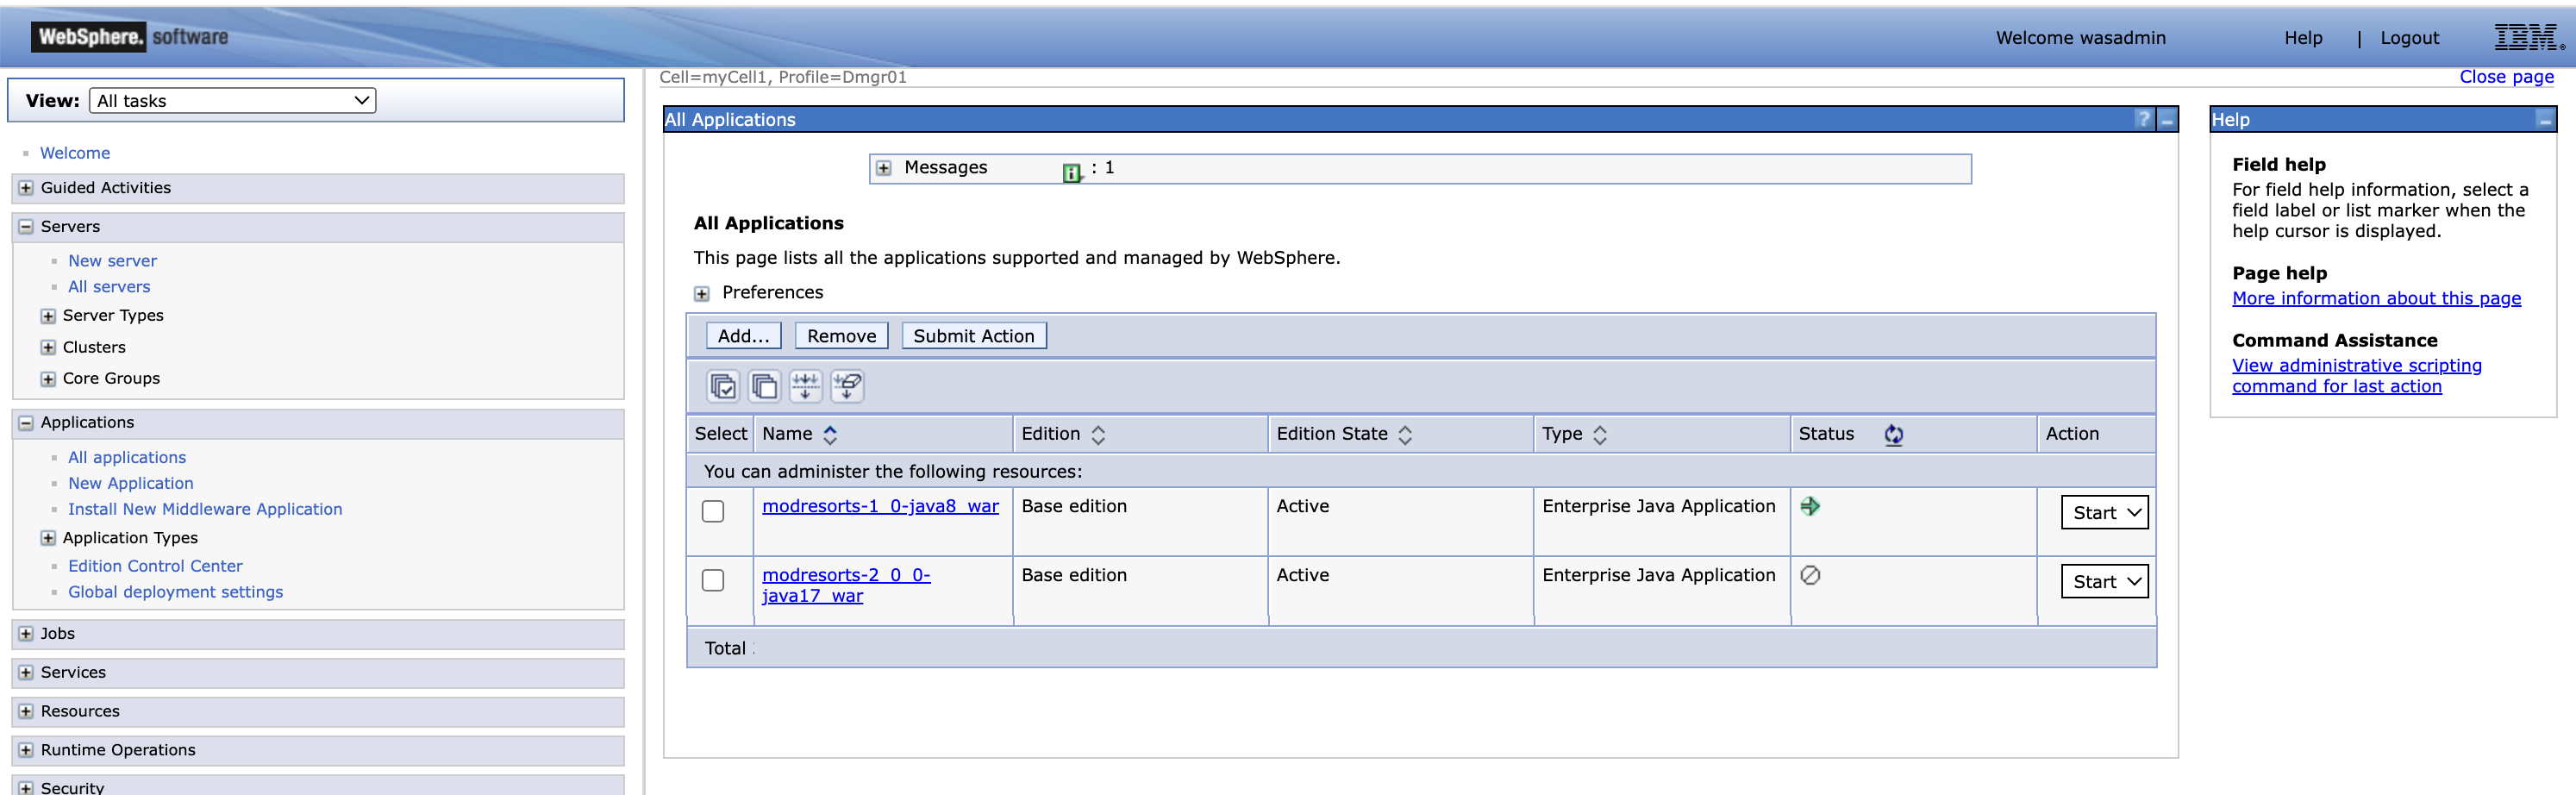 WebSphere. software
Welcome wasadmin
Help | Logout
IBM.
View: All tasks
Welcome
Guided Activities
Servers
New server
All servers
Server Types
Clusters
Core Groups
Applications
All applications
New Application
Install New Middleware Application
Application Types
Edition Control Center
Global deployment settings
Jobs
Services
Resources
Runtime Operations
Security
Cell=myCell1, Profile=Dmgr01
Close page
All Applications
?
Messages : 1
All Applications
This page lists all the applications supported and managed by WebSphere.
Preferences
Add... Remove Submit Action
Select Name Edition Edition State Type Status Action
You can administer the following resources:
modresorts-1_0-java8_war Base edition Active Enterprise Java Application Start
modresorts-2_0_0- Base edition Active Enterprise Java Application Start
java17_war
Total
Help
Field help
For field help information, select a
field label or list marker when the
help cursor is displayed.
Page help
More information about this page
Command Assistance
View administrative scripting
command for last action